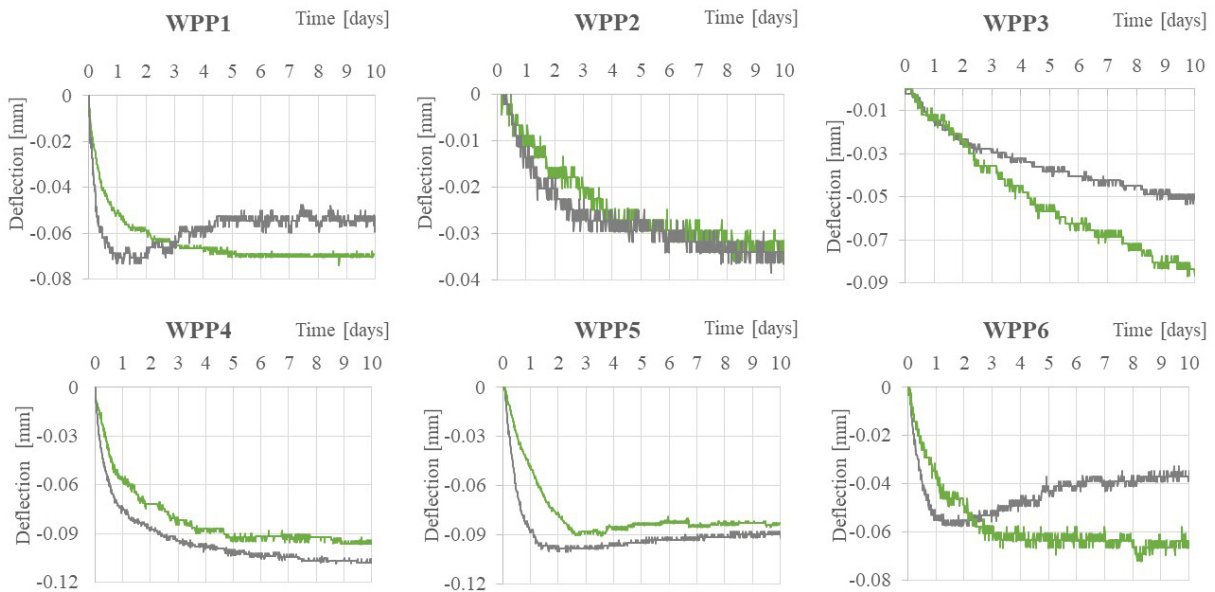 WPP1 Time [days]
0 1 2 3 4 5 6 7 8 9 10
Deflection [mm]
0
-0.02
-0.04
-0.06
-0.08
WPP2 Time [days]
0 1 2 3 4 5 6 7 8 9 10
Deflection [mm]
0
-0.01
-0.02
-0.03
-0.04
WPP3 Time [days]
0 1 2 3 4 5 6 7 8 9 10
Deflection [mm]
-0.01
-0.03
-0.05
-0.07
-0.09
WPP4 Time [days]
0 1 2 3 4 5 6 7 8 9 10
Deflection [mm]
0
-0.03
-0.06
-0.09
-0.12
WPP5 Time [days]
0 1 2 3 4 5 6 7 8 9 10
Deflection [mm]
0
-0.03
-0.06
-0.09
-0.12
WPP6 Time [days]
0 1 2 3 4 5 6 7 8 9 10
Deflection [mm]
0
-0.02
-0.04
-0.06
-0.08